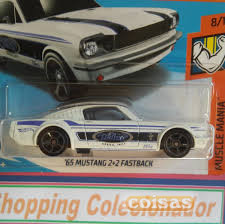 8/1
MUSCLE MANIA
'65 MUSTANG 2+2 FASTBACK
Shopping Colecionador
coisas